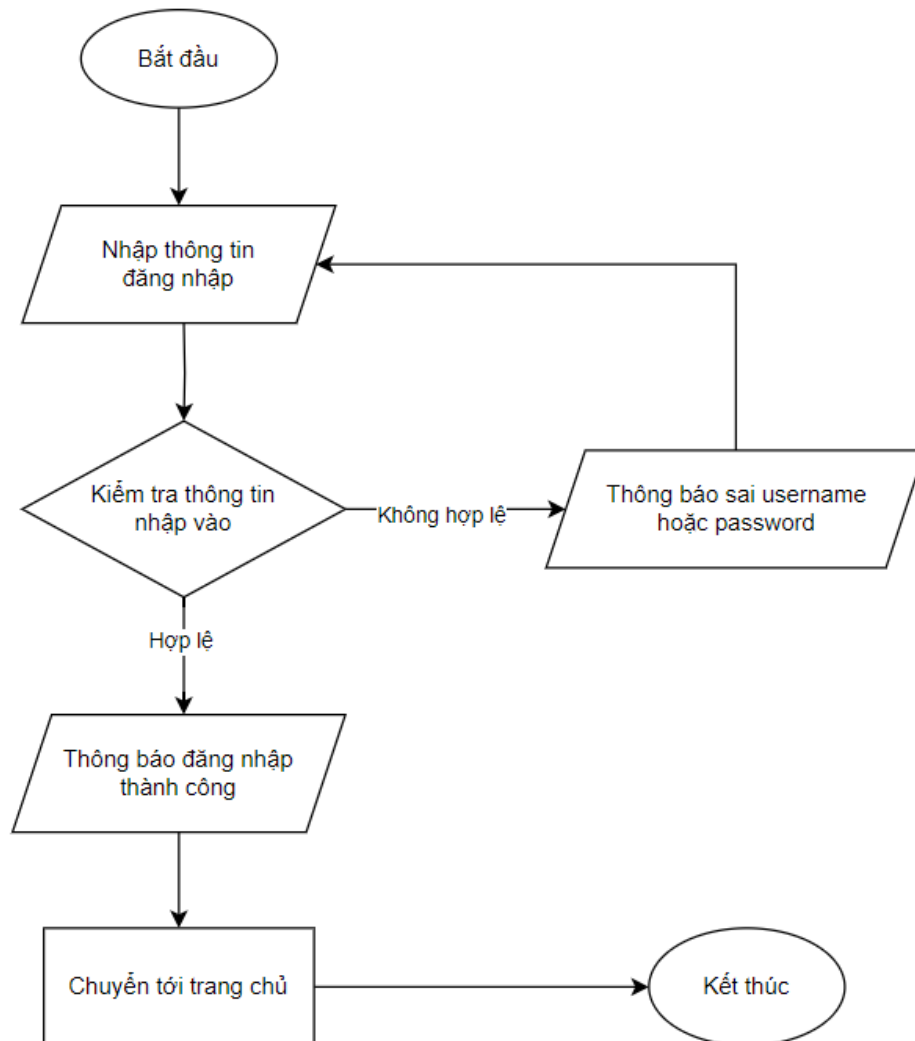 Bắt đầu
Nhập thông tin
đăng nhập
Kiểm tra thông tin
nhập vào
Không hợp lệ
Thông báo sai username
hoặc password
Hợp lệ
Thông báo đăng nhập
thành công
Chuyển tới trang chủ
Kết thúc